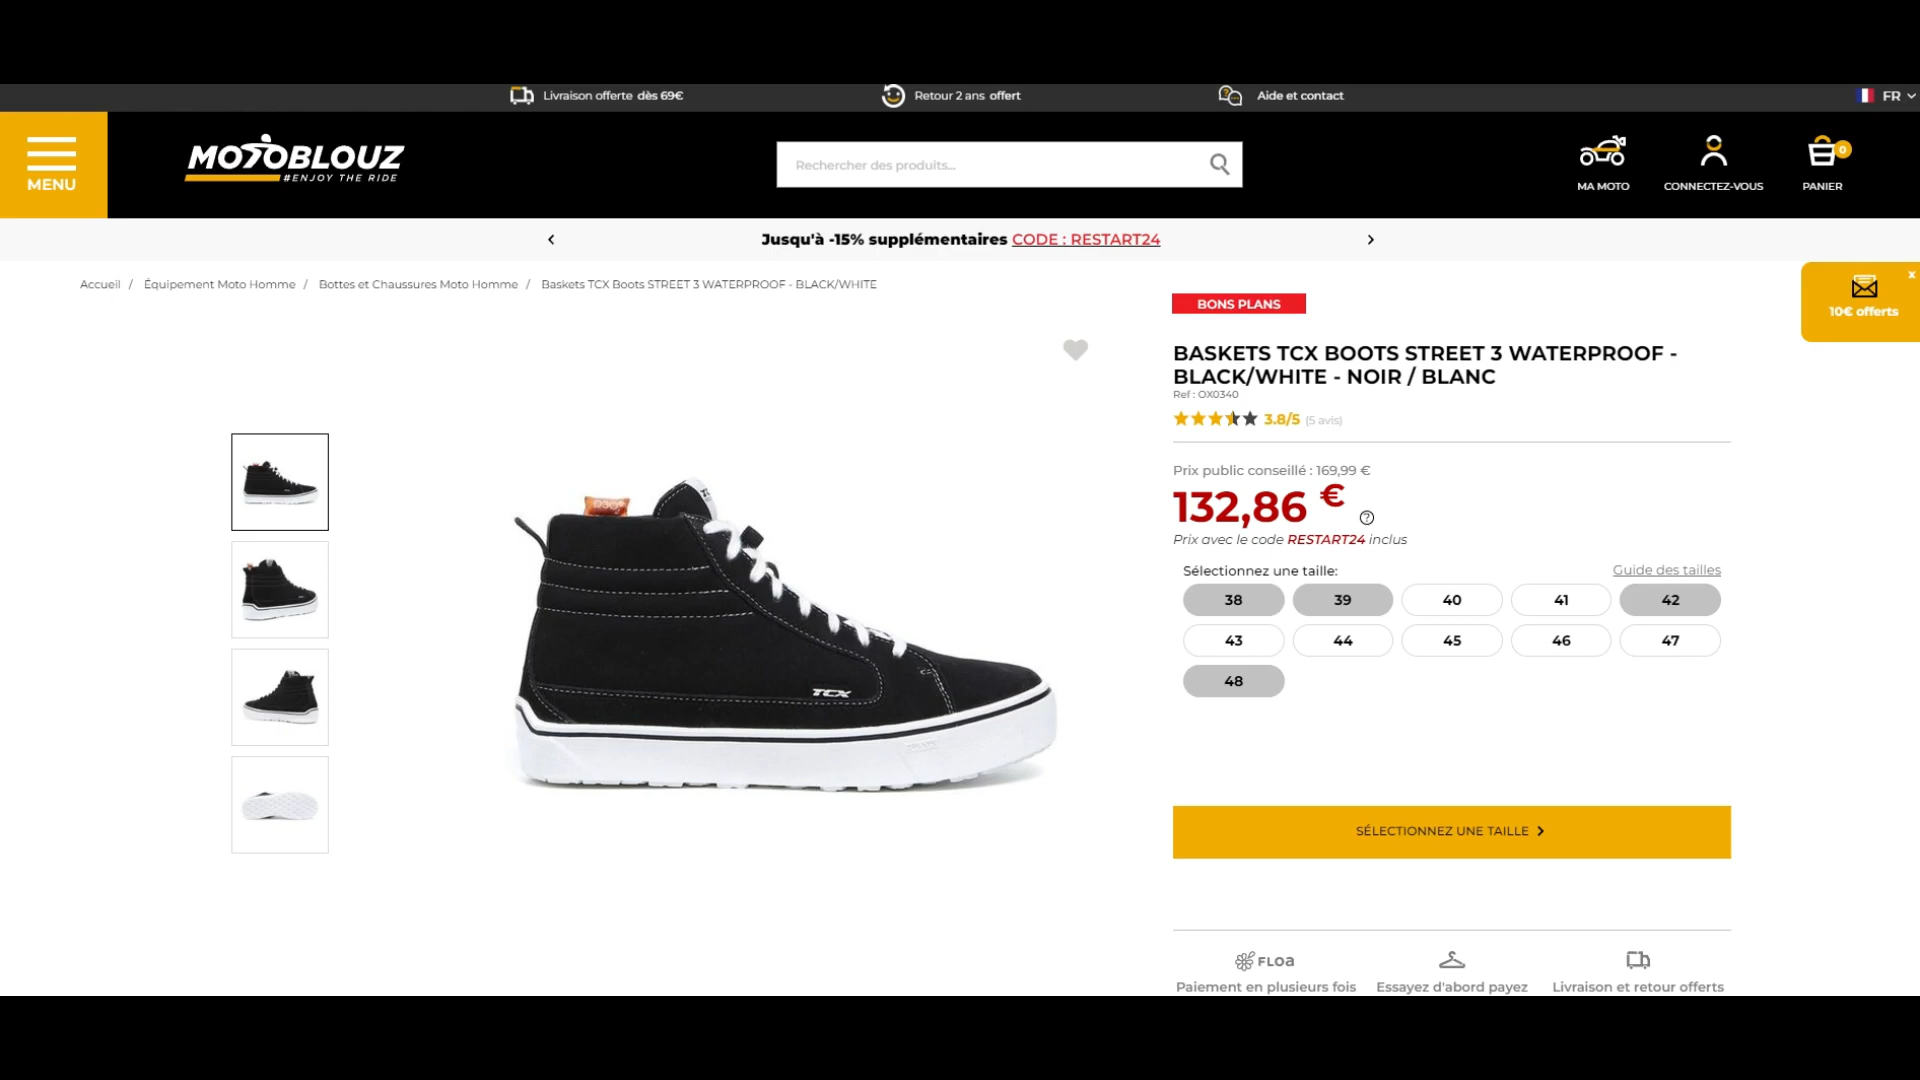 Livraison offerte dès 69€
Retour 2 ans offert
Aide et contact
FR
MENU
MOTOBLOUZ
#ENJOY THE RIDE
Rechercher des produits...
MA MOTO
CONNECTEZ-VOUS
0
PANIER
Jusqu'à -15% supplémentaires CODE : RESTART24
Accueil / Équipement Moto Homme / Bottes et Chaussures Moto Homme / Baskets TCX Boots STREET 3 WATERPROOF - BLACK/WHITE
x
10€ offerts
BONS PLANS
BASKETS TCX BOOTS STREET 3 WATERPROOF -
BLACK/WHITE - NOIR / BLANC
Ref : OX0340
3.8/5 (5 avis)
Prix public conseillé : 169,99 €
132,86 €
?
Prix avec le code RESTART24 inclus
Sélectionnez une taille:
Guide des tailles
38 39 40 41 42
43 44 45 46 47
48
D3O
TCX
SÉLECTIONNEZ UNE TAILLE
FLOA
Paiement en plusieurs fois
Essayez d'abord payez
Livraison et retour offerts